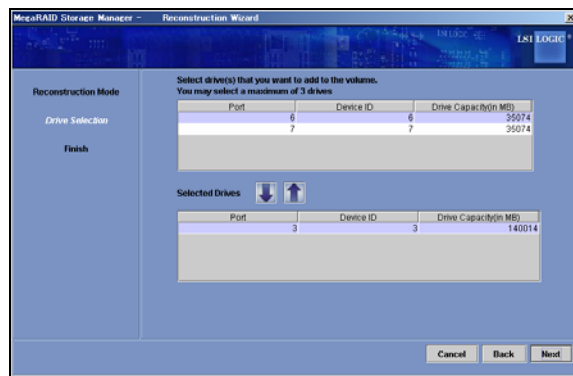 MegaRAID Storage Manager - Reconstruction Wizard
LSI LOGIC
Select drive(s) that you want to add to the volume.
You may select a maximum of 3 drives
Reconstruction Mode
Drive Selection
Finish
Port Device ID Drive Capacity(in MB)
6 6 35074
7 7 35074
Selected Drives
Port Device ID Drive Capacity(in MB)
3 3 140014
Cancel Back Next